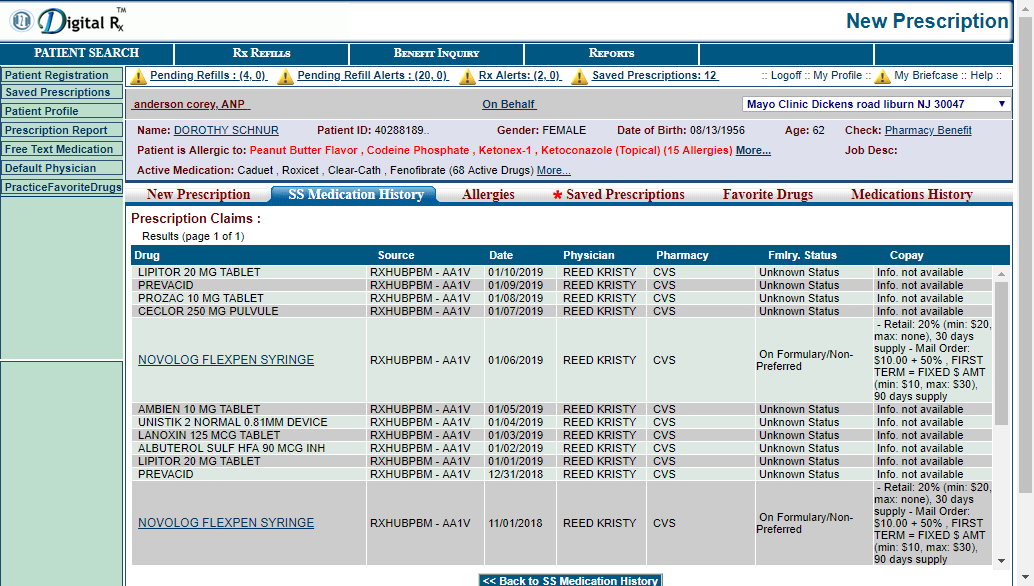 Digital Rx TM
New Prescription
PATIENT SEARCH Rx REFILLS BENEFIT INQUIRY REPORTS
Patient Registration
Saved Prescriptions
Patient Profile
Prescription Report
Free Text Medication
Default Physician
PracticeFavoriteDrugs
Pending Refills : (4, 0) Pending Refill Alerts : (20, 0) Rx Alerts: (2, 0) Saved Prescriptions: 12 :: Logoff :: My Profile :: My Briefcase :: Help ::
anderson corey, ANP On Behalf Mayo Clinic Dickens road liburn NJ 30047
Name: DOROTHY SCHNUR Patient ID: 40288189.. Gender: FEMALE Date of Birth: 08/13/1956 Age: 62 Check: Pharmacy Benefit
Patient is Allergic to: Peanut Butter Flavor , Codeine Phosphate , Ketonex-1 , Ketoconazole (Topical) (15 Allergies) More... Job Desc:
Active Medication: Caduet , Roxicet , Clear-Cath , Fenofibrate (68 Active Drugs) More...
New Prescription SS Medication History Allergies * Saved Prescriptions Favorite Drugs Medications History
Prescription Claims :
Results (page 1 of 1)
Drug Source Date Physician Pharmacy Fmlry. Status Copay
LIPITOR 20 MG TABLET RXHUBPBM - AA1V 01/10/2019 REED KRISTY CVS Unknown Status Info. not available
PREVACID RXHUBPBM - AA1V 01/09/2019 REED KRISTY CVS Unknown Status Info. not available
PROZAC 10 MG TABLET RXHUBPBM - AA1V 01/08/2019 REED KRISTY CVS Unknown Status Info. not available
CECLOR 250 MG PULVULE RXHUBPBM - AA1V 01/07/2019 REED KRISTY CVS Unknown Status Info. not available
NOVOLOG FLEXPEN SYRINGE RXHUBPBM - AA1V 01/06/2019 REED KRISTY CVS On Formulary/Non-
Preferred
- Retail: 20% (min: $20,
max: none), 30 days
supply - Mail Order:
$10.00 + 50% , FIRST
TERM = FIXED $ AMT
(min: $10, max: $30),
90 days supply
AMBIEN 10 MG TABLET RXHUBPBM - AA1V 01/05/2019 REED KRISTY CVS Unknown Status Info. not available
UNISTIK 2 NORMAL 0.81MM DEVICE RXHUBPBM - AA1V 01/04/2019 REED KRISTY CVS Unknown Status Info. not available
LANOXIN 125 MCG TABLET RXHUBPBM - AA1V 01/03/2019 REED KRISTY CVS Unknown Status Info. not available
ALBUTEROL SULF HFA 90 MCG INH RXHUBPBM - AA1V 01/02/2019 REED KRISTY CVS Unknown Status Info. not available
LIPITOR 20 MG TABLET RXHUBPBM - AA1V 01/01/2019 REED KRISTY CVS Unknown Status Info. not available
PREVACID RXHUBPBM - AA1V 12/31/2018 REED KRISTY CVS Unknown Status Info. not available
NOVOLOG FLEXPEN SYRINGE RXHUBPBM - AA1V 11/01/2018 REED KRISTY CVS On Formulary/Non-
Preferred
- Retail: 20% (min: $20,
max: none), 30 days
supply - Mail Order:
$10.00 + 50% , FIRST
TERM = FIXED $ AMT
(min: $10, max: $30),
90 days supply
<< Back to SS Medication History